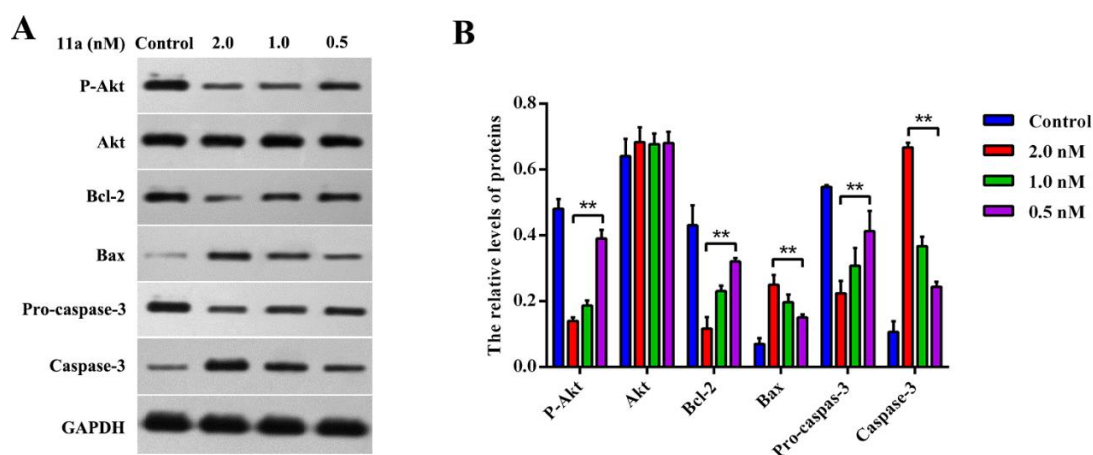 A
11a (nM) Control 2.0 1.0 0.5
P-Akt
Akt
Bcl-2
Bax
Pro-caspase-3
Caspase-3
GAPDH
B
The relative levels of proteins
0.8
0.6
0.4
0.2
0.0
** ** ** ** **
P-Akt Akt Bcl-2 Bax Pro-caspas-3 Caspase-3
Control
2.0 nM
1.0 nM
0.5 nM